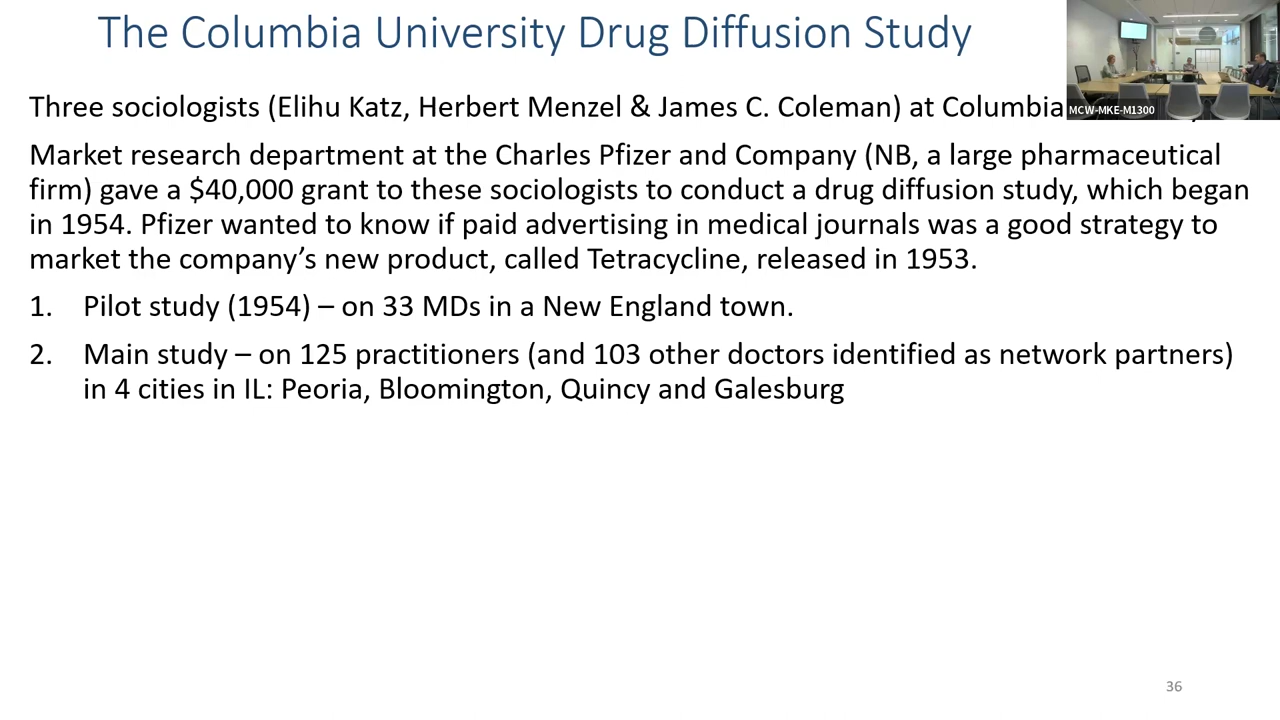 The Columbia University Drug Diffusion Study
MCW-MKE-M1300
Three sociologists (Elihu Katz, Herbert Menzel & James C. Coleman) at Columbia
Market research department at the Charles Pfizer and Company (NB, a large pharmaceutical
firm) gave a $40,000 grant to these sociologists to conduct a drug diffusion study, which began
in 1954. Pfizer wanted to know if paid advertising in medical journals was a good strategy to
market the company’s new product, called Tetracycline, released in 1953.
1. Pilot study (1954) – on 33 MDs in a New England town.
2. Main study – on 125 practitioners (and 103 other doctors identified as network partners)
in 4 cities in IL: Peoria, Bloomington, Quincy and Galesburg
36